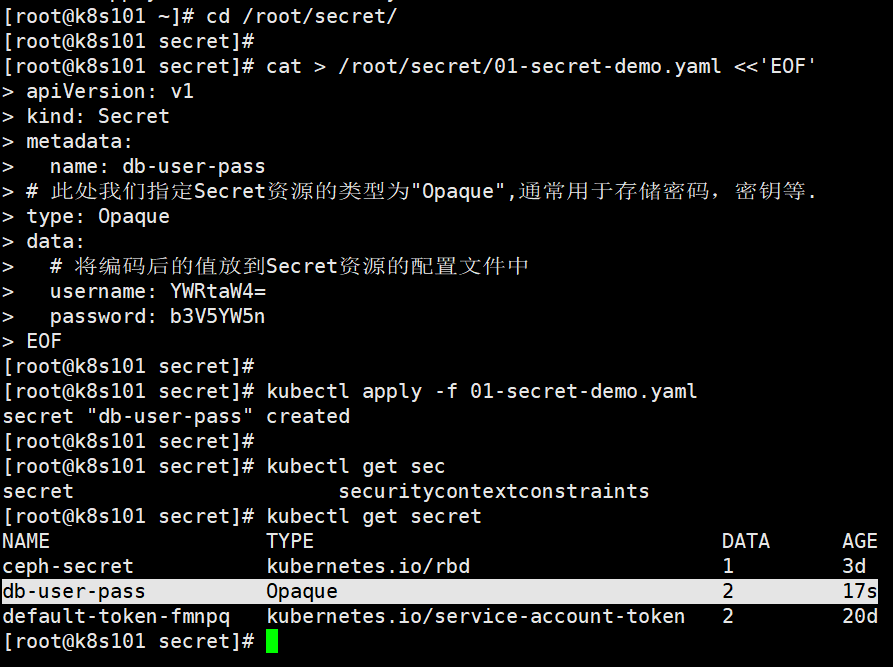 [root@k8s101 ~]# cd /root/secret/
[root@k8s101 secret]#
[root@k8s101 secret]# cat > /root/secret/01-secret-demo.yaml <<'EOF'
> apiVersion: v1
> kind: Secret
> metadata:
>   name: db-user-pass
> # 此处我们指定Secret资源的类型为"Opaque",通常用于存储密码，密钥等.
> type: Opaque
> data:
>   # 将编码后的值放到Secret资源的配置文件中
>   username: YWRtaW4=
>   password: b3V5YW5n
> EOF
[root@k8s101 secret]#
[root@k8s101 secret]# kubectl apply -f 01-secret-demo.yaml
secret "db-user-pass" created
[root@k8s101 secret]#
[root@k8s101 secret]# kubectl get sec
secret                      securitycontextconstraints
[root@k8s101 secret]# kubectl get secret
NAME                  TYPE                                  DATA      AGE
ceph-secret           kubernetes.io/rbd                     1         3d
db-user-pass          Opaque                                2         17s
default-token-fmnpq   kubernetes.io/service-account-token   2         20d
[root@k8s101 secret]#